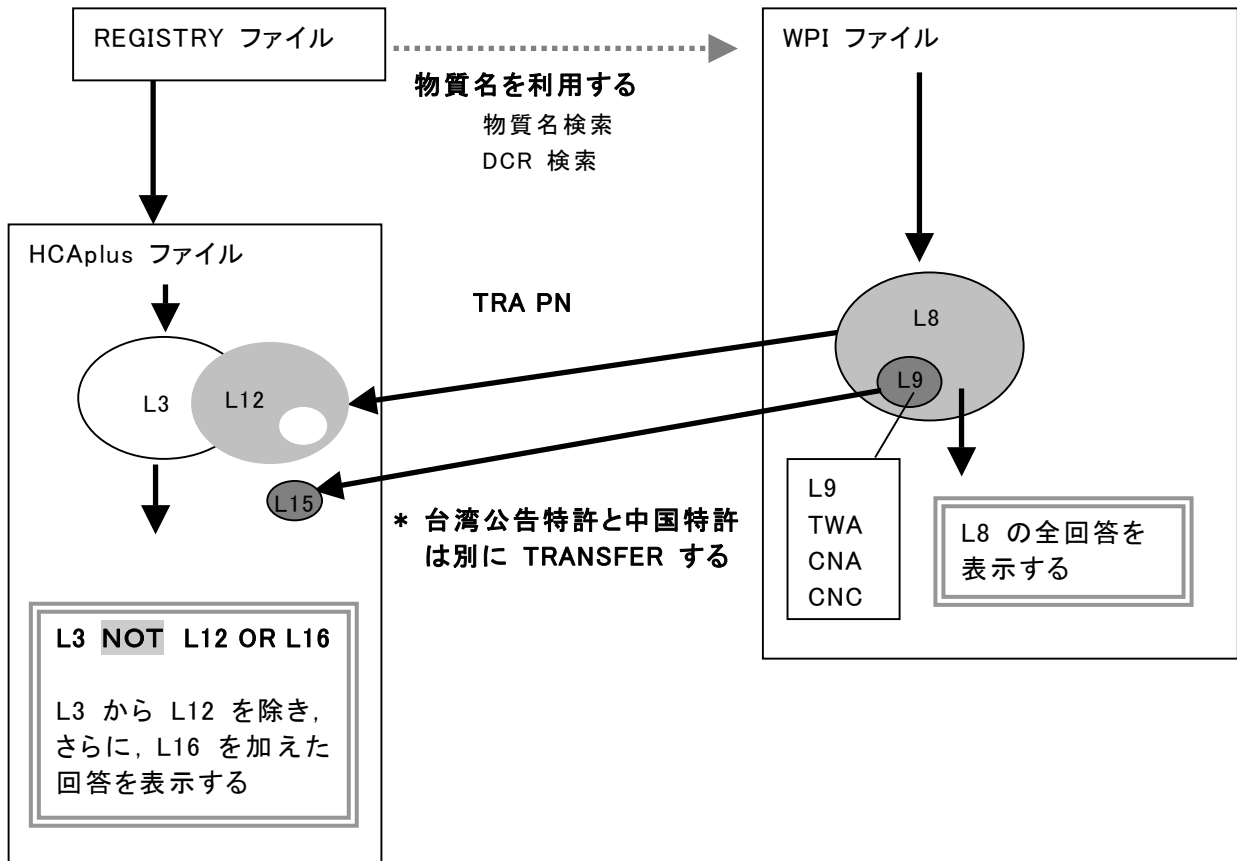 REGISTRY ファイル
物質名を利用する
物質名検索
DCR 検索
WPI ファイル
HCAplus ファイル
TRA PN
L3
L12
L15
L8
L9
* 台湾公告特許と中国特許
は別に TRANSFER する
L9
TWA
CNA
CNC
L8 の全回答を
表示する
L3 NOT L12 OR L16
L3 から L12 を除き,
さらに, L16 を加えた
回答を表示する